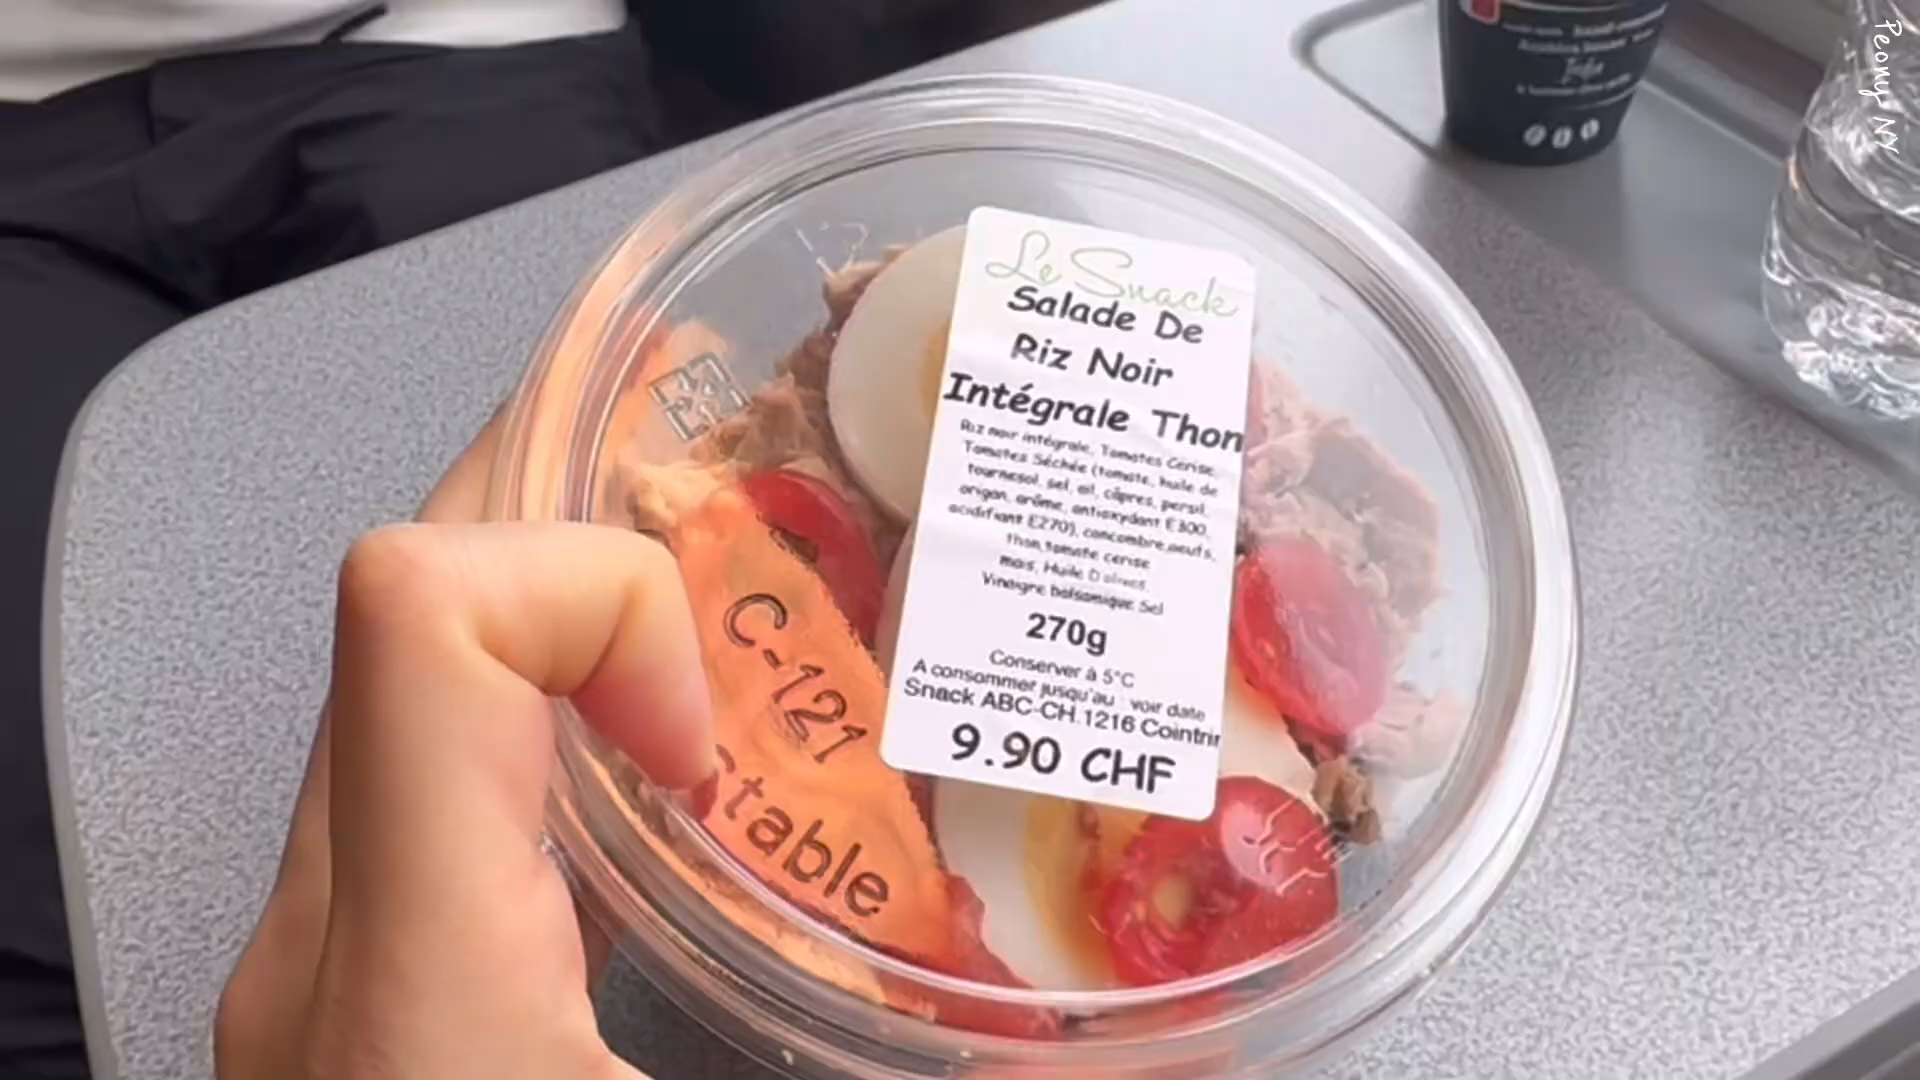 Peony NY
Info
Le Snack
Salade De
Riz Noir
Intégrale Thon
Riz noir intégrale, Tomates Cerise,
Tomates Séchée (tomate, huile de
tournesol, sel, ail, câpres, persil,
origan, arôme, antioxydant E300,
acidifiant E270), concombre,oeufs,
thon,tomate cerise
mais, Huile D'olives,
Vinaigre balsamique Sel
270g
Conserver à 5°C
A consommer jusqu'au : voir date
Snack ABC-CH.1216 Cointrin
9.90 CHF
C-121
table